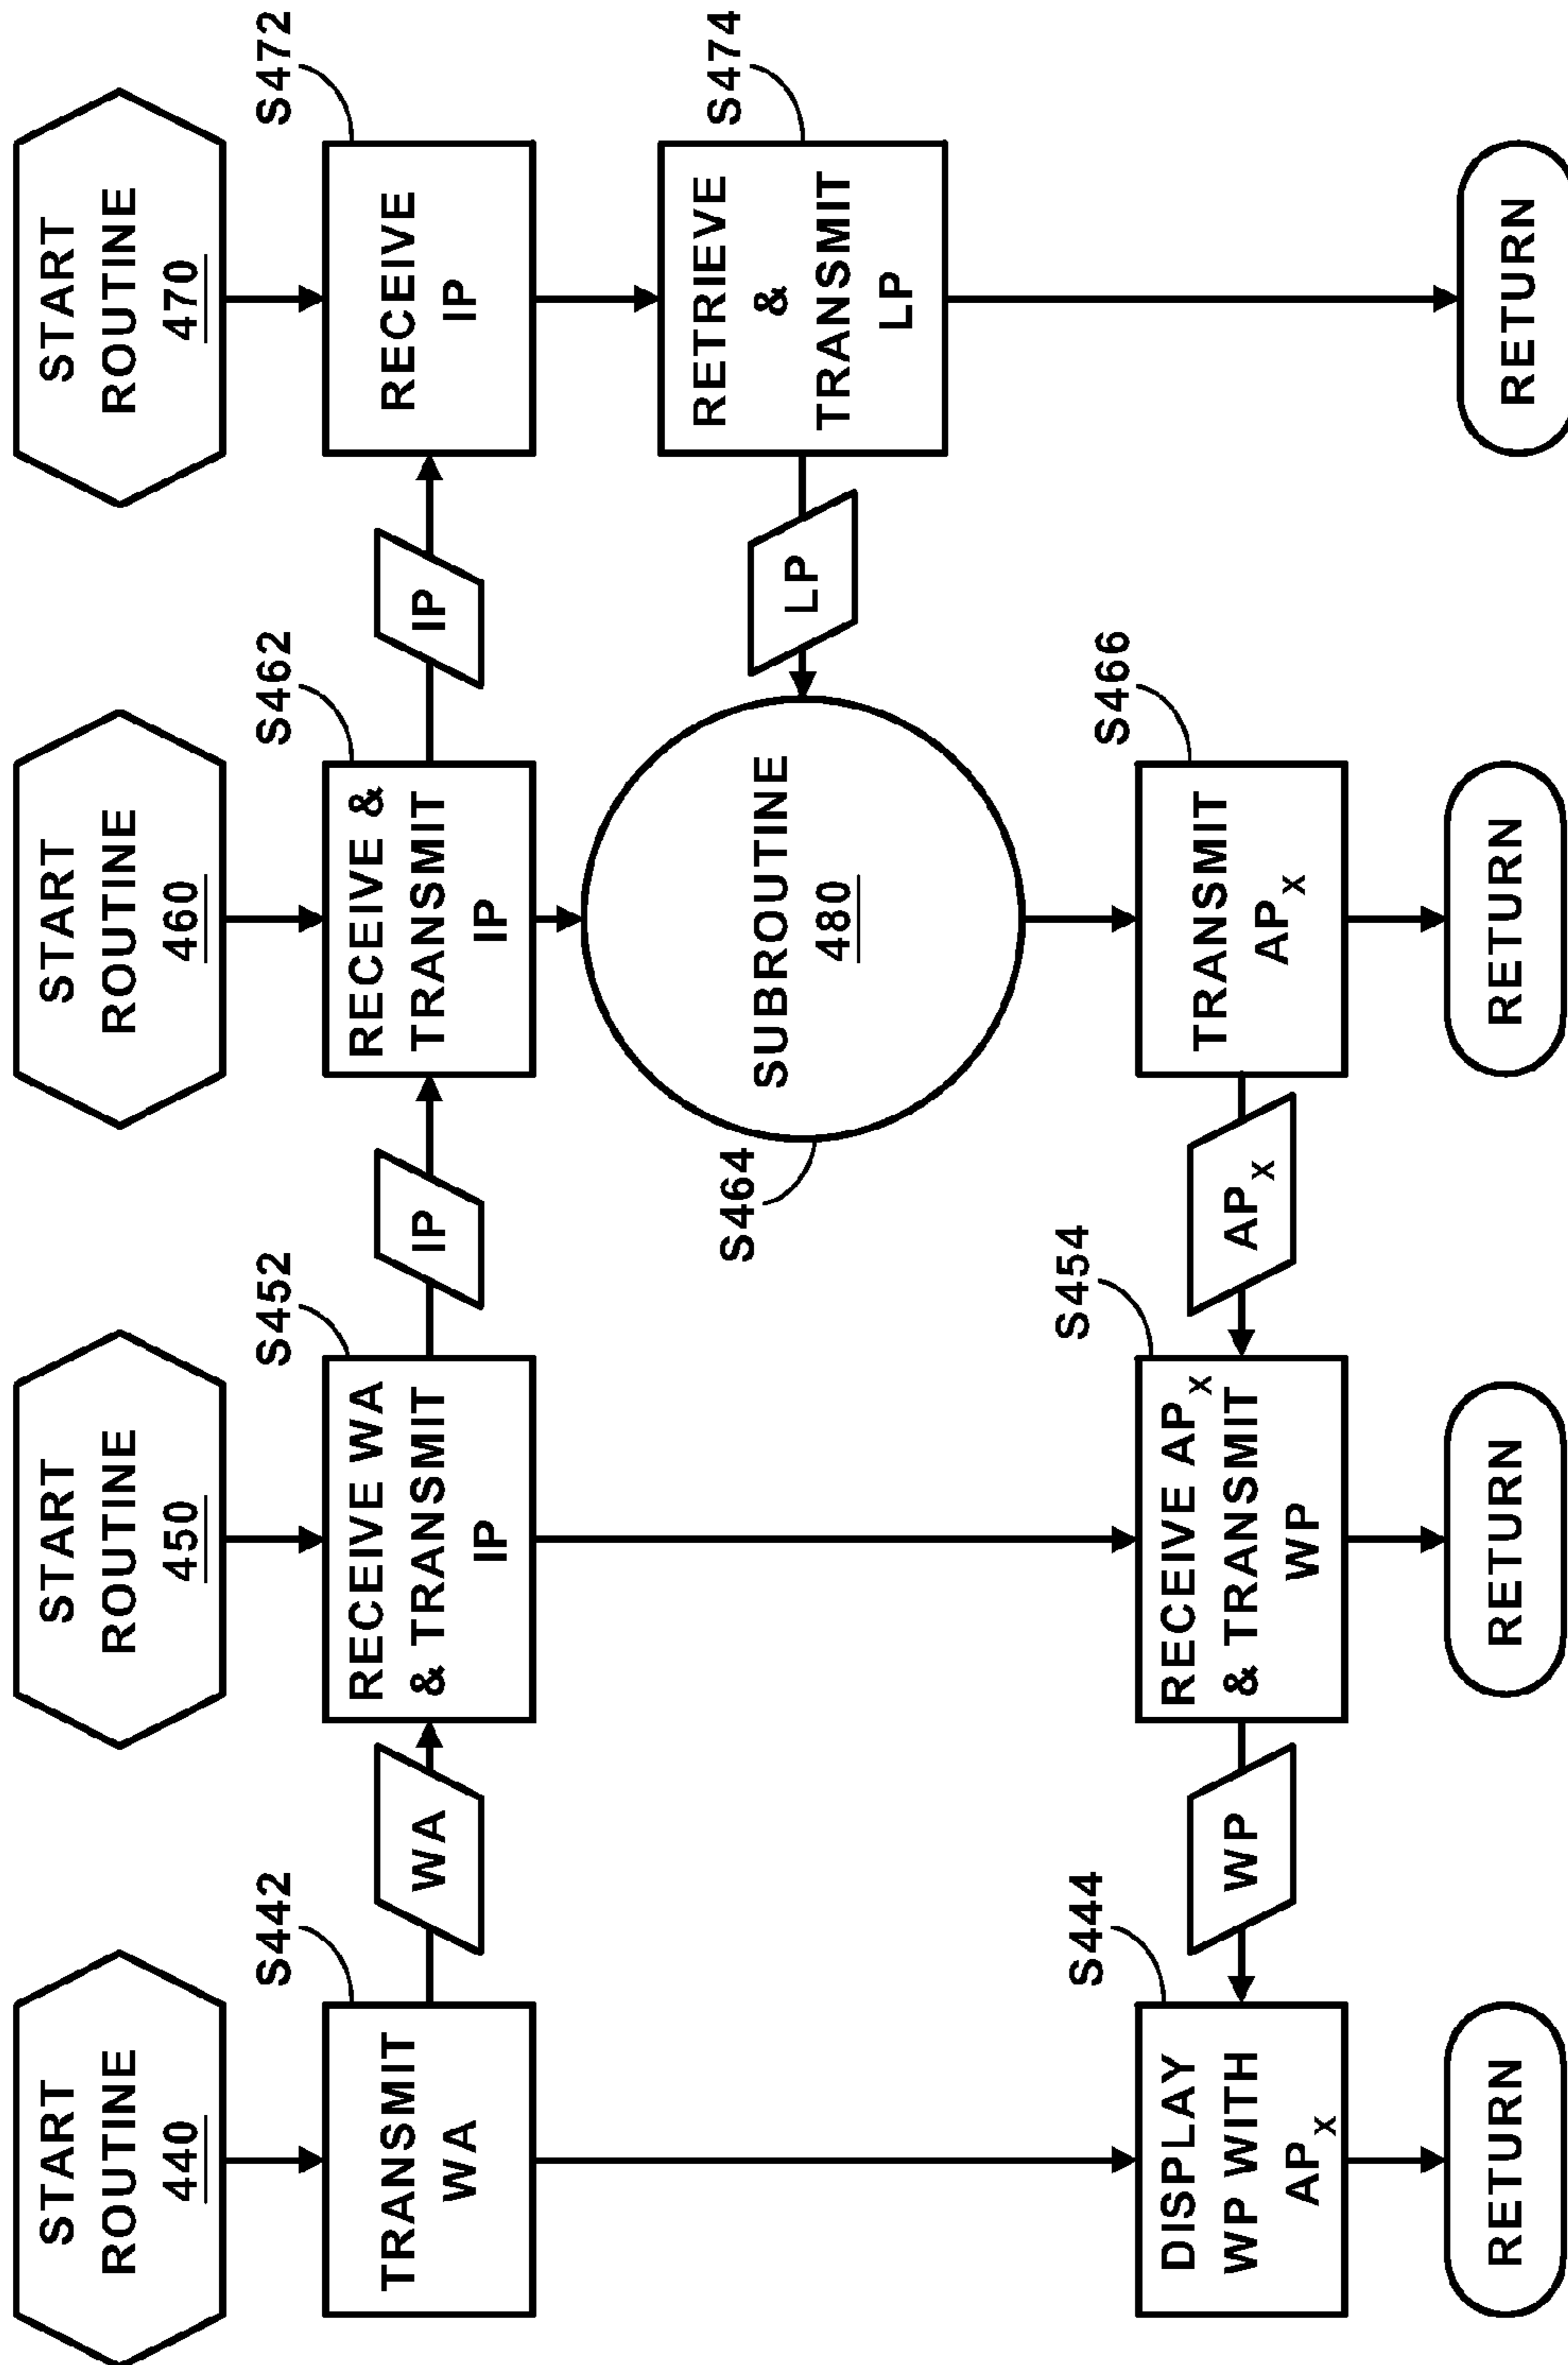 START
ROUTINE
440
START
ROUTINE
450
START
ROUTINE
460
START
ROUTINE
470
S442
S452
S462
S472
TRANSMIT
WA
WA
RECEIVE WA
& TRANSMIT
IP
IP
RECEIVE &
TRANSMIT
IP
IP
RECEIVE
IP
S464
SUBROUTINE
480
LP
S474
RETRIEVE
&
TRANSMIT
LP
S444
S454
S466
DISPLAY
WP WITH
APX
WP
RECEIVE APX
& TRANSMIT
WP
APX
TRANSMIT
APX
RETURN
RETURN
RETURN
RETURN